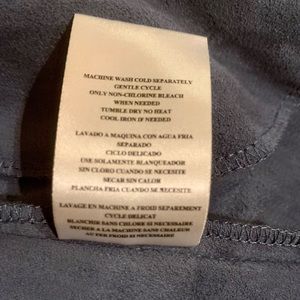 MACHINE WASH COLD SEPARATELY
GENTLE CYCLE
ONLY NON-CHLORINE BLEACH
WHEN NEEDED
TUMBLE DRY NO HEAT
COOL IRON IF NEEDED
LAVADO A MAQUINA CON AGUA FRIA
SEPARADO
CICLO DELICADO
USE SOLAMENTE BLANQUEADOR
SIN CLORO CUANDO SE NECESITE
SECAR SIN CALOR
PLANCHA FRIA CUANDO SE NECESITE
LAVAGE EN MACHINE A FROID SEPAREMENT
CYCLE DELICAT
BLANCHIE SANS CHLORE SI NECESSAIRE
SECHER A LA MACHINE SANS CHALEUR
AU FER FROID SI NECESSAIRE